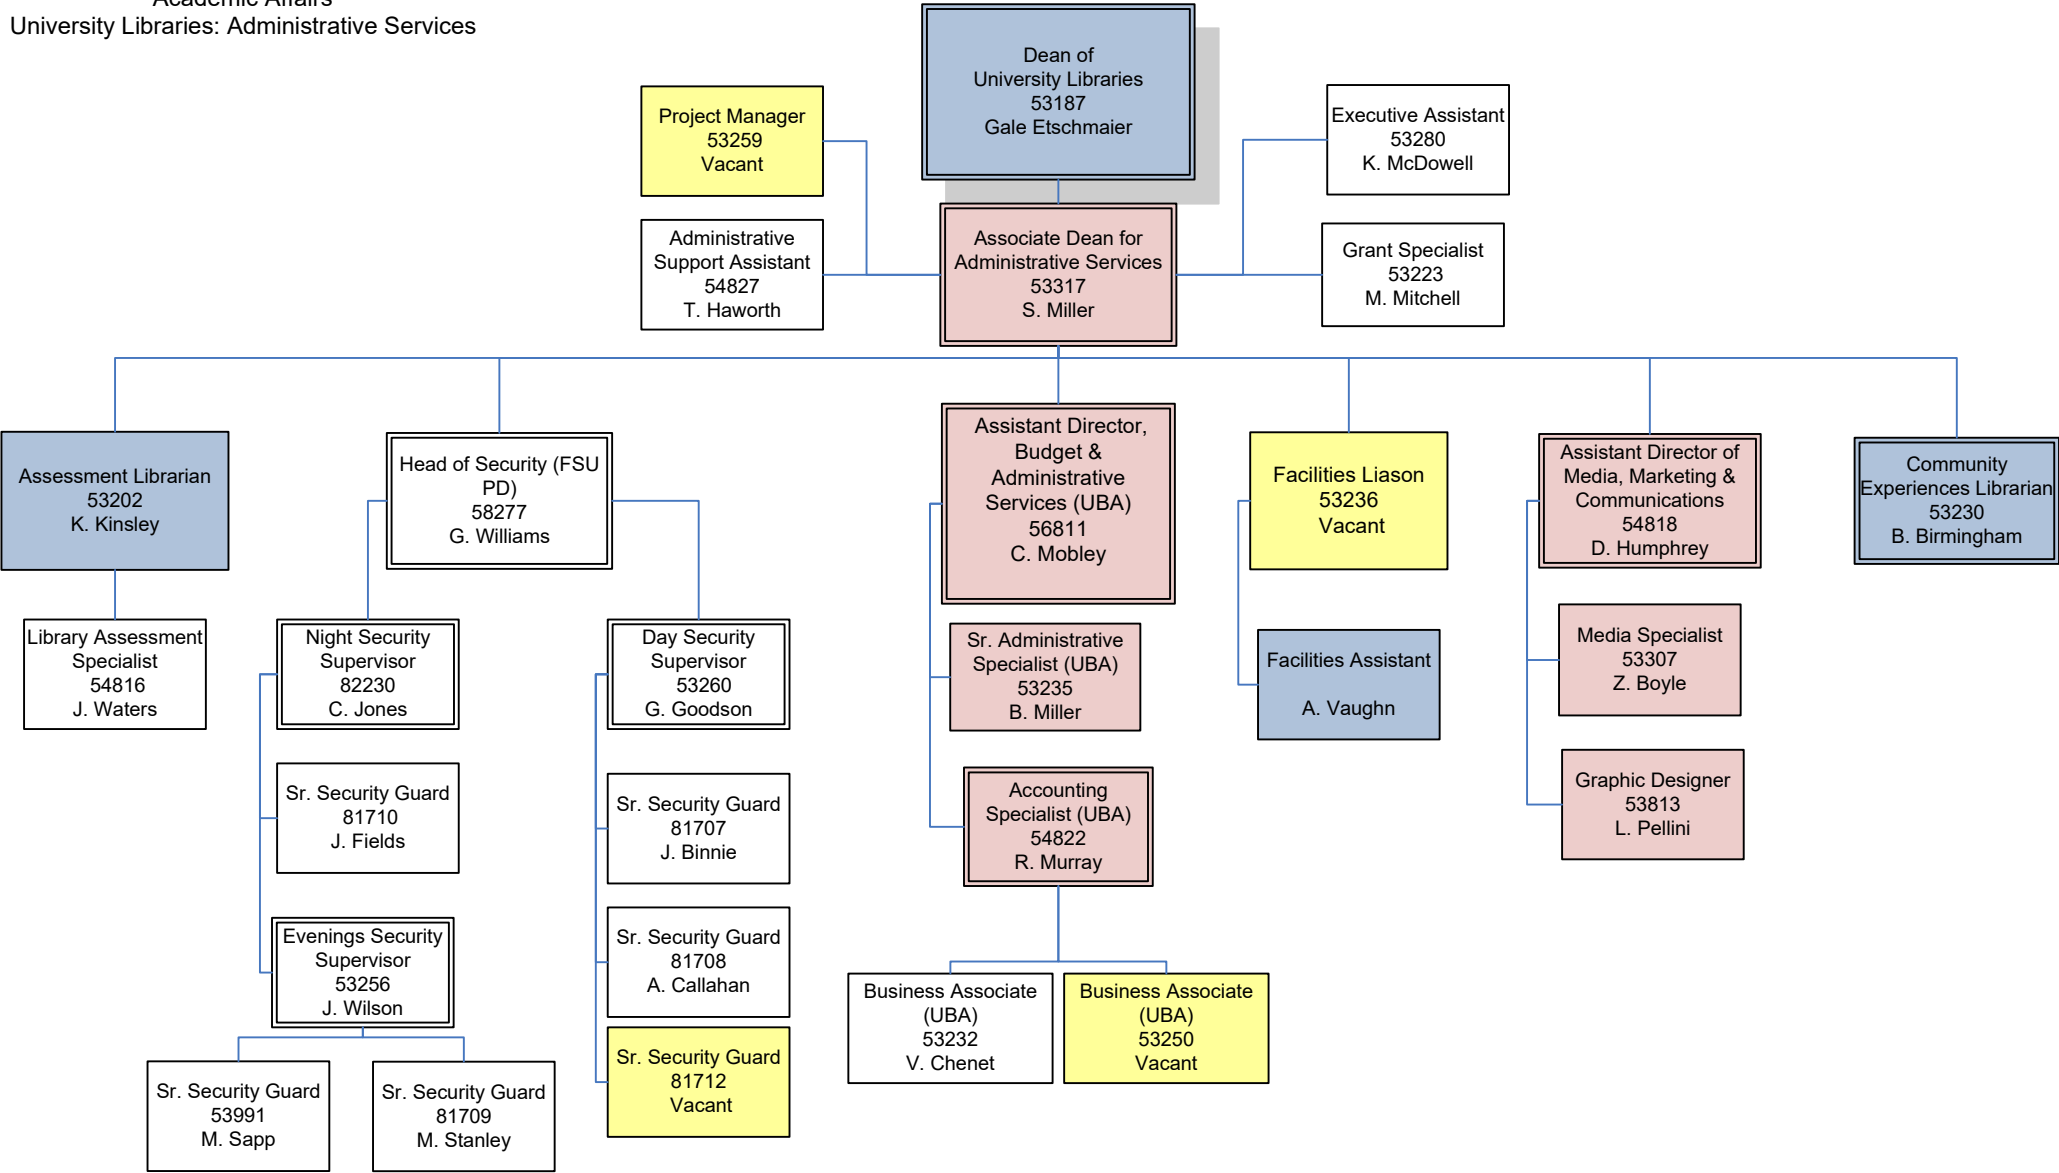 Academic Affairs
University Libraries: Administrative Services
Dean of
University Libraries
53187
Gale Etschmaier
Project Manager
53259
Vacant
Executive Assistant
53280
K. McDowell
Administrative
Support Assistant
54827
T. Haworth
Associate Dean for
Administrative Services
53317
S. Miller
Grant Specialist
53223
M. Mitchell
Assessment Librarian
53202
K. Kinsley
Head of Security (FSU
PD)
58277
G. Williams
Assistant Director,
Budget &
Administrative
Services (UBA)
56811
C. Mobley
Facilities Liason
53236
Vacant
Assistant Director of
Media, Marketing &
Communications
54818
D. Humphrey
Community
Experiences Librarian
53230
B. Birmingham
Library Assessment
Specialist
54816
J. Waters
Night Security
Supervisor
82230
C. Jones
Day Security
Supervisor
53260
G. Goodson
Sr. Administrative
Specialist (UBA)
53235
B. Miller
Facilities Assistant
A. Vaughn
Media Specialist
53307
Z. Boyle
Sr. Security Guard
81710
J. Fields
Sr. Security Guard
81707
J. Binnie
Accounting
Specialist (UBA)
54822
R. Murray
Graphic Designer
53813
L. Pellini
Evenings Security
Supervisor
53256
J. Wilson
Sr. Security Guard
81708
A. Callahan
Business Associate
(UBA)
53232
V. Chenet
Business Associate
(UBA)
53250
Vacant
Sr. Security Guard
53991
M. Sapp
Sr. Security Guard
81709
M. Stanley
Sr. Security Guard
81712
Vacant